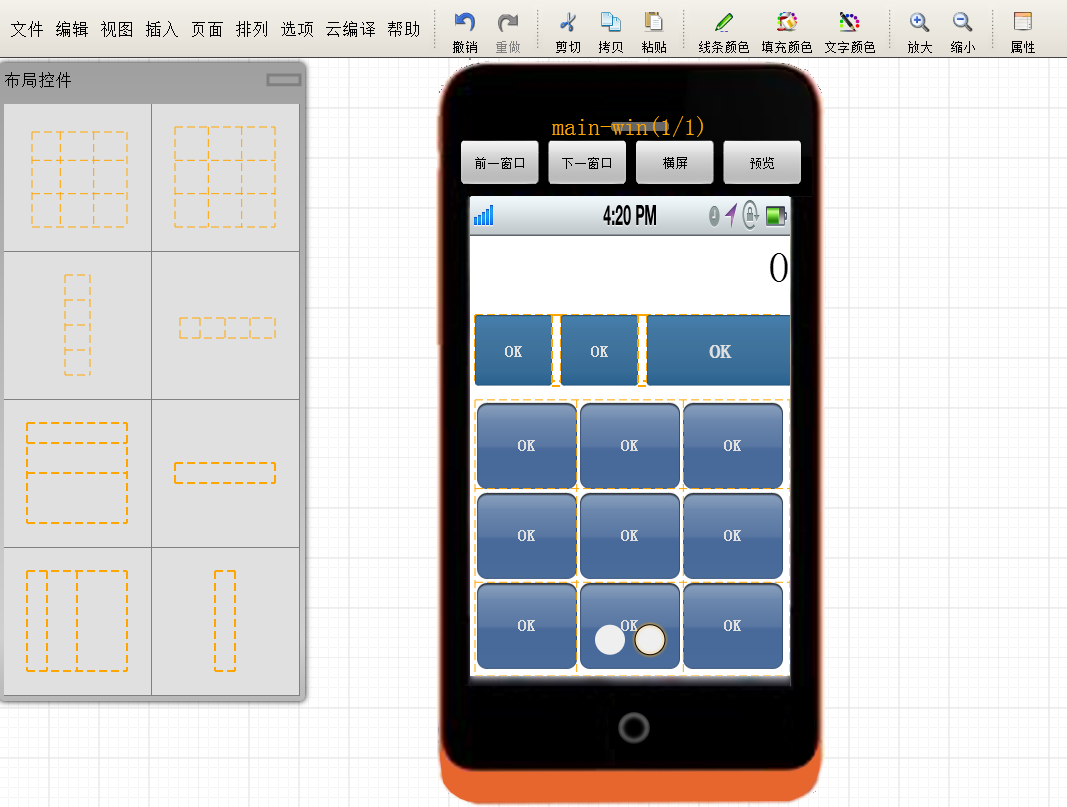 文件 编辑 视图 插入 页面 排列 选项 云编译 帮助
撤销 重做 剪切 拷贝 粘贴 线条颜色 填充颜色 文字颜色 放大 缩小 属性
布局控件
main-win(1/1)
前一窗口 下一窗口 横屏 预览
4:20 PM
0
OK OK OK
OK OK OK
OK OK OK
OK OK OK